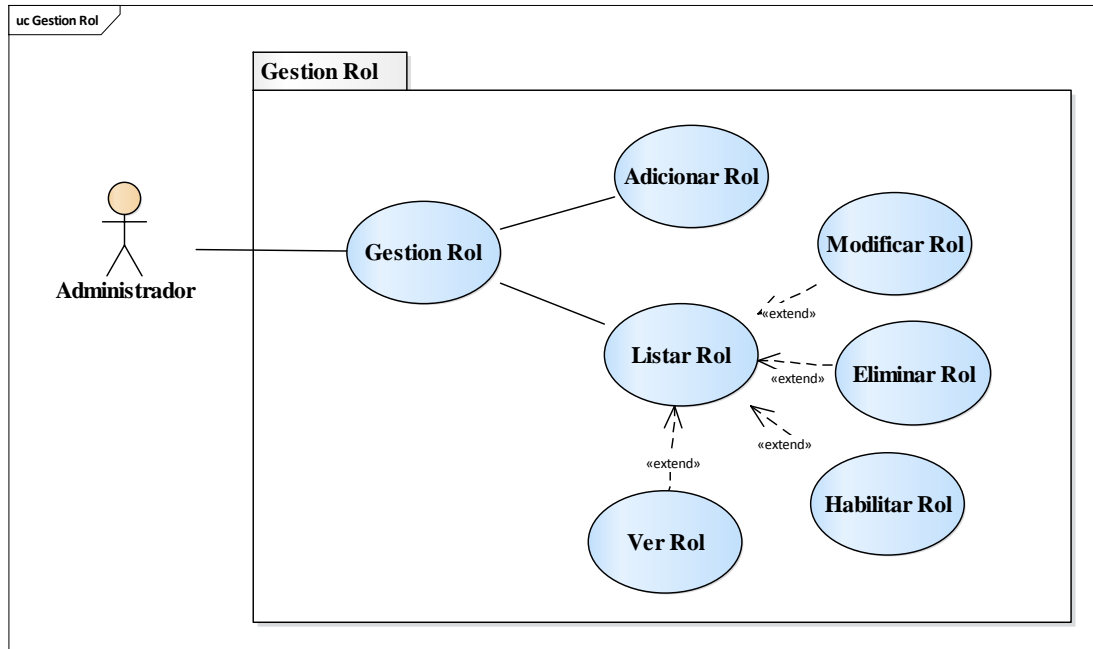 uc Gestion Rol
Gestion Rol
Adicionar Rol
Modificar Rol
Gestion Rol
Administrador
«extend»
Listar Rol
Eliminar Rol
«extend»
«extend»
«extend»
Habilitar Rol
Ver Rol